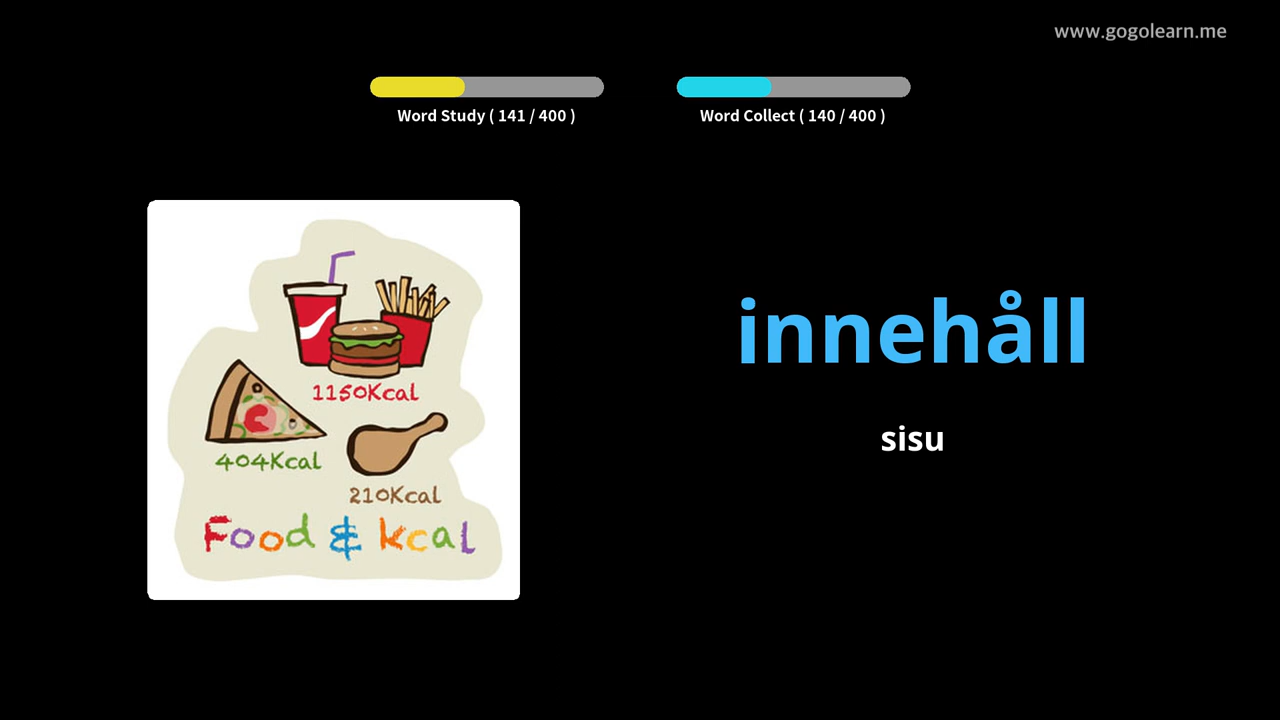 www.gogolearn.me
Word Study ( 141 / 400 )
Word Collect ( 140 / 400 )
1150Kcal
404Kcal
210Kcal
Food & kcal
innehåll
sisu